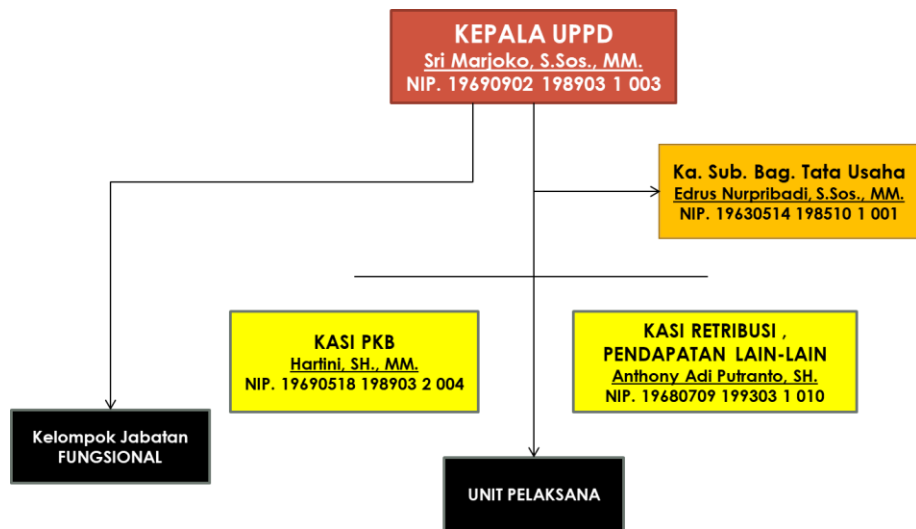 KEPALA UPPD
Sri Marjoko, S.Sos., MM.
NIP. 19690902 198903 1 003
Ka. Sub. Bag. Tata Usaha
Edrus Nurpribadi, S.Sos., MM.
NIP. 19630514 198510 1 001
KASI PKB
Hartini, SH., MM.
NIP. 19690518 198903 2 004
KASI RETRIBUSI ,
PENDAPATAN LAIN-LAIN
Anthony Adi Putranto, SH.
NIP. 19680709 199303 1 010
Kelompok Jabatan
FUNGSIONAL
UNIT PELAKSANA